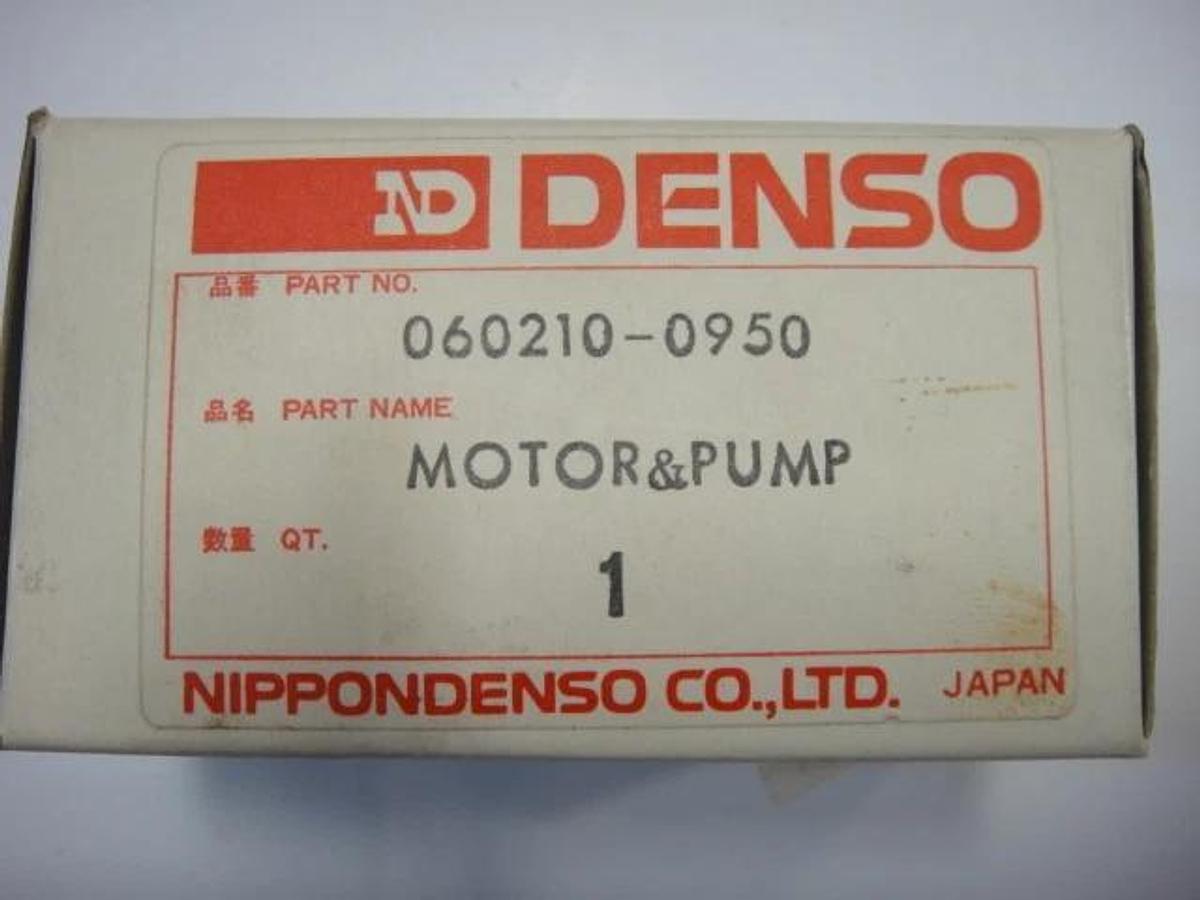 ND DENSO
品番 PART NO.
060210-0950
品名 PART NAME
MOTOR&PUMP
数量 QT.
1
NIPPONDENSO CO.,LTD. JAPAN